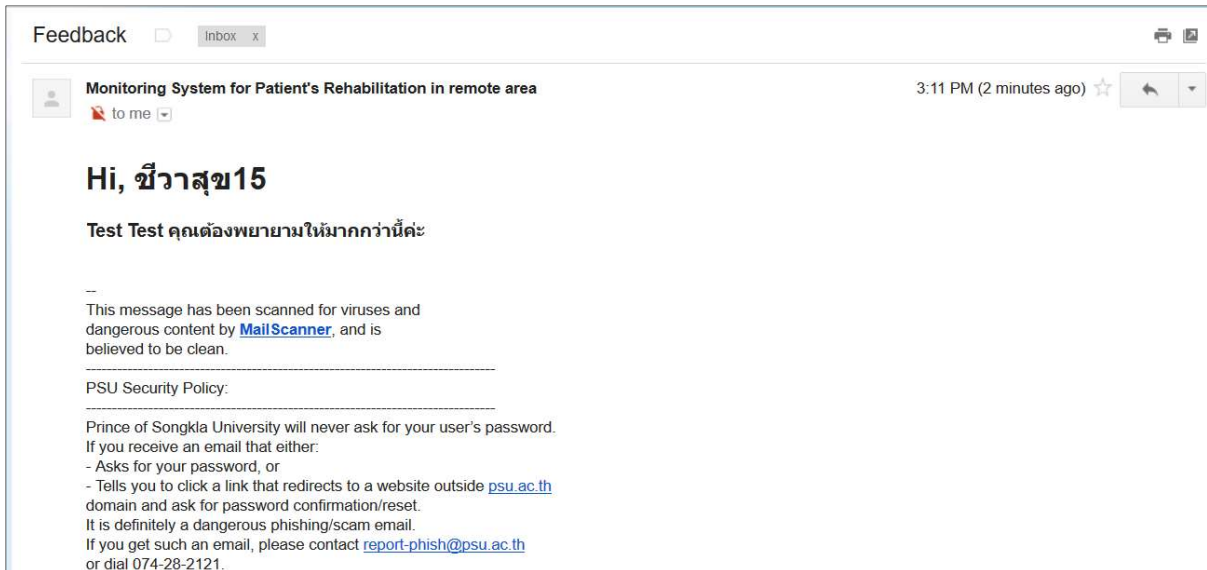 Feedback Inbox x
Monitoring System for Patient's Rehabilitation in remote area 3:11 PM (2 minutes ago)
to me
Hi, ชีวาสุข15
Test Test คุณต้องพยายามให้มากกว่านี้ค่ะ
--
This message has been scanned for viruses and
dangerous content by MailScanner, and is
believed to be clean.
--------------------------------------------------------------------------------
PSU Security Policy:
--------------------------------------------------------------------------------
Prince of Songkla University will never ask for your user's password.
If you receive an email that either:
- Asks for your password, or
- Tells you to click a link that redirects to a website outside psu.ac.th
domain and ask for password confirmation/reset.
It is definitely a dangerous phishing/scam email.
If you get such an email, please contact report-phish@psu.ac.th
or dial 074-28-2121.